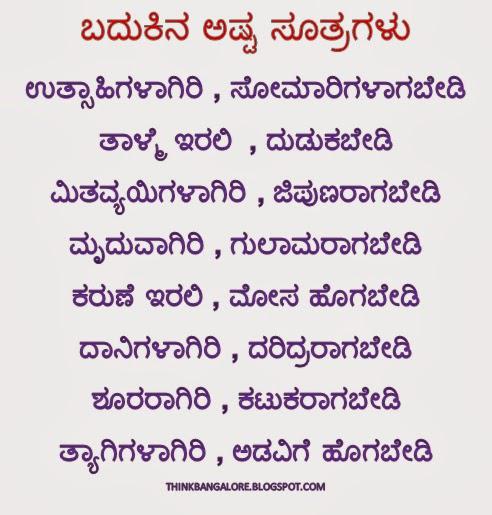 ಬದುಕಿನ ಅಷ್ಟ ಸೂತ್ರಗಳು
ಉತ್ಸಾಹಿಗಳಾಗಿರಿ , ಸೋಮಾರಿಗಳಾಗಬೇಡಿ
ತಾಳ್ಮೆ ಇರಲಿ , ದುಡುಕಬೇಡಿ
ಮಿತವ್ಯಯಿಗಳಾಗಿರಿ , ಜಿಪುಣರಾಗಬೇಡಿ
ಮೃದುವಾಗಿರಿ , ಗುಲಾಮರಾಗಬೇಡಿ
ಕರುಣೆ ಇರಲಿ , ಮೋಸ ಹೊಗಬೇಡಿ
ದಾನಿಗಳಾಗಿರಿ , ದರಿದ್ರರಾಗಬೇಡಿ
ಶೂರರಾಗಿರಿ , ಕಟುಕರಾಗಬೇಡಿ
ತ್ಯಾಗಿಗಳಾಗಿರಿ , ಅಡವಿಗೆ ಹೊಗಬೇಡಿ
THINKBANGALORE.BLOGSPOT.COM